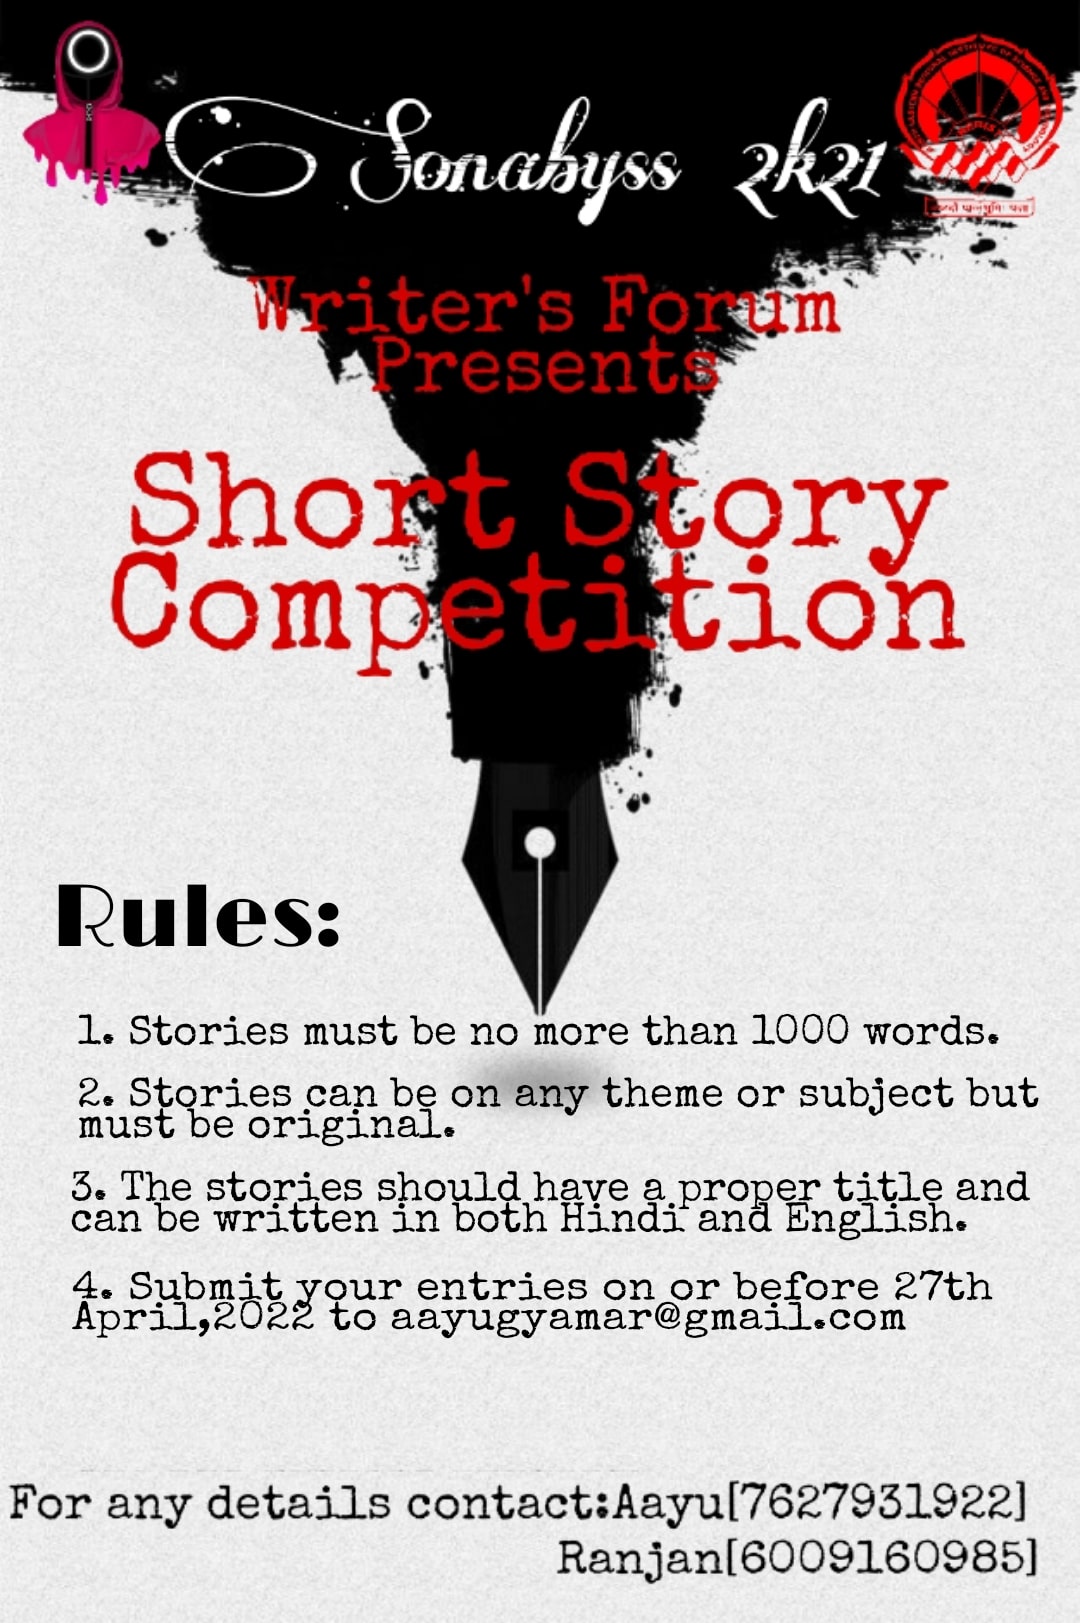 Sonabyss 2k21
Writer's Forum
Presents
Short Story
Competition
Rules:
1. Stories must be no more than 1000 words.
2. Stories can be on any theme or subject but
must be original.
3. The stories should have a proper title and
can be written in both Hindi and English.
4. Submit your entries on or before 27th
April,2022 to aayugyamar@gmail.com
For any details contact:Aayu[7627931922]
Ranjan[6009160985]